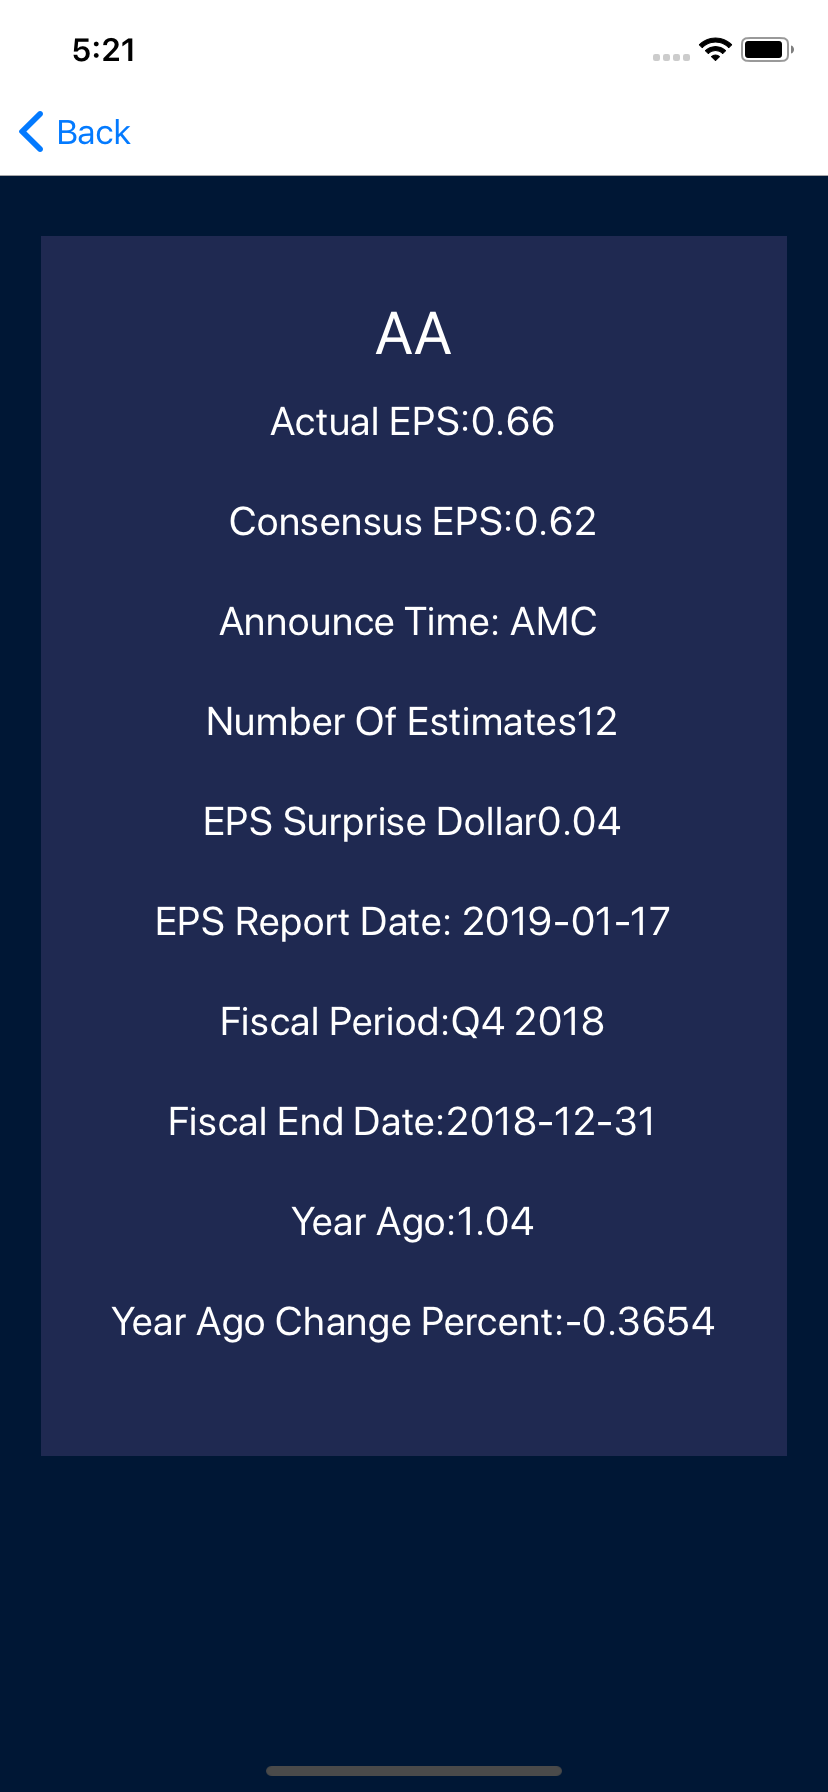 5:21
Back
AA
Actual EPS:0.66
Consensus EPS:0.62
Announce Time: AMC
Number Of Estimates12
EPS Surprise Dollar0.04
EPS Report Date: 2019-01-17
Fiscal Period:Q4 2018
Fiscal End Date:2018-12-31
Year Ago:1.04
Year Ago Change Percent:-0.3654